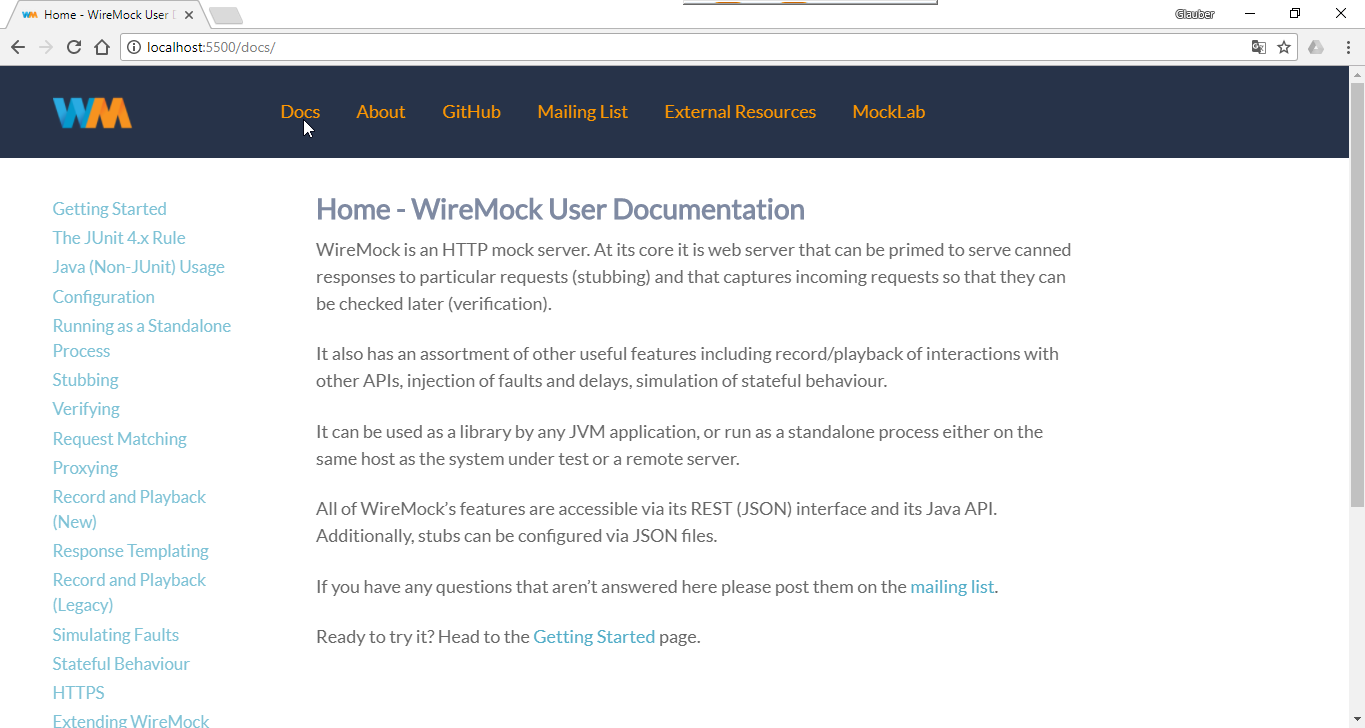 Home - WireMock User D
Glauber
localhost:5500/docs/
WM
Docs About GitHub Mailing List External Resources MockLab
Getting Started
The JUnit 4.x Rule
Java (Non-JUnit) Usage
Configuration
Running as a Standalone
Process
Stubbing
Verifying
Request Matching
Proxying
Record and Playback
(New)
Response Templating
Record and Playback
(Legacy)
Simulating Faults
Stateful Behaviour
HTTPS
Extending WireMock
Home - WireMock User Documentation
WireMock is an HTTP mock server. At its core it is web server that can be primed to serve canned
responses to particular requests (stubbing) and that captures incoming requests so that they can
be checked later (verification).
It also has an assortment of other useful features including record/playback of interactions with
other APIs, injection of faults and delays, simulation of stateful behaviour.
It can be used as a library by any JVM application, or run as a standalone process either on the
same host as the system under test or a remote server.
All of WireMock’s features are accessible via its REST (JSON) interface and its Java API.
Additionally, stubs can be configured via JSON files.
If you have any questions that aren’t answered here please post them on the mailing list.
Ready to try it? Head to the Getting Started page.